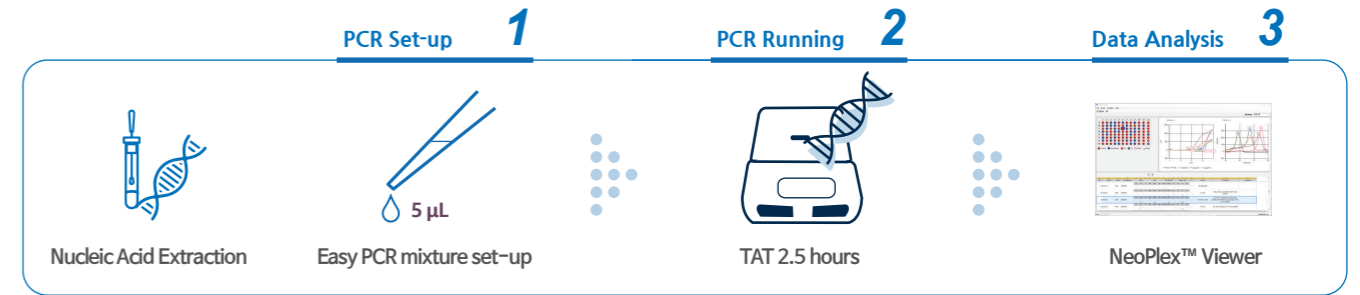 PCR Set-up 1
PCR Running 2
Data Analysis 3
5 µL
Nucleic Acid Extraction
Easy PCR mixture set-up
TAT 2.5 hours
NeoPlex™ Viewer